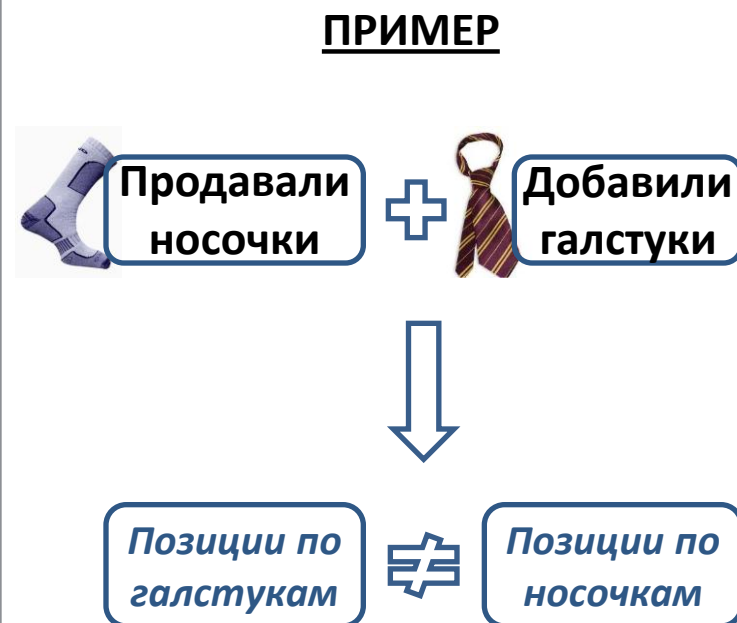 ПРИМЕР
Продавали
носочки
Добавили
галстуки
Позиции по
галстукам
Позиции по
носочкам